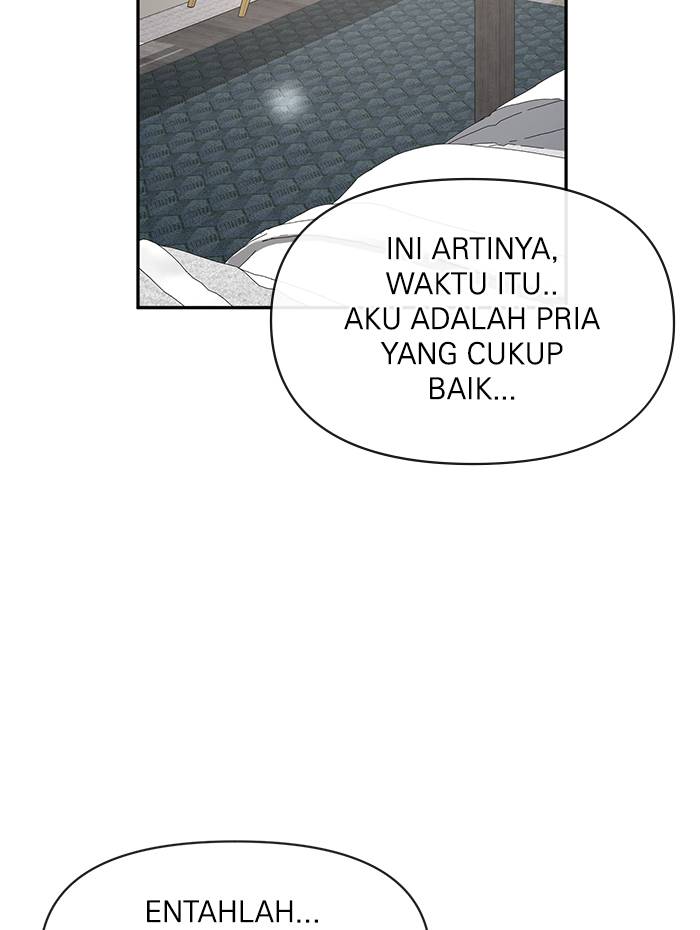 INI ARTINYA,
WAKTU ITU..
AKU ADALAH PRIA
YANG CUKUP
BAIK...
ENTAHLAH...